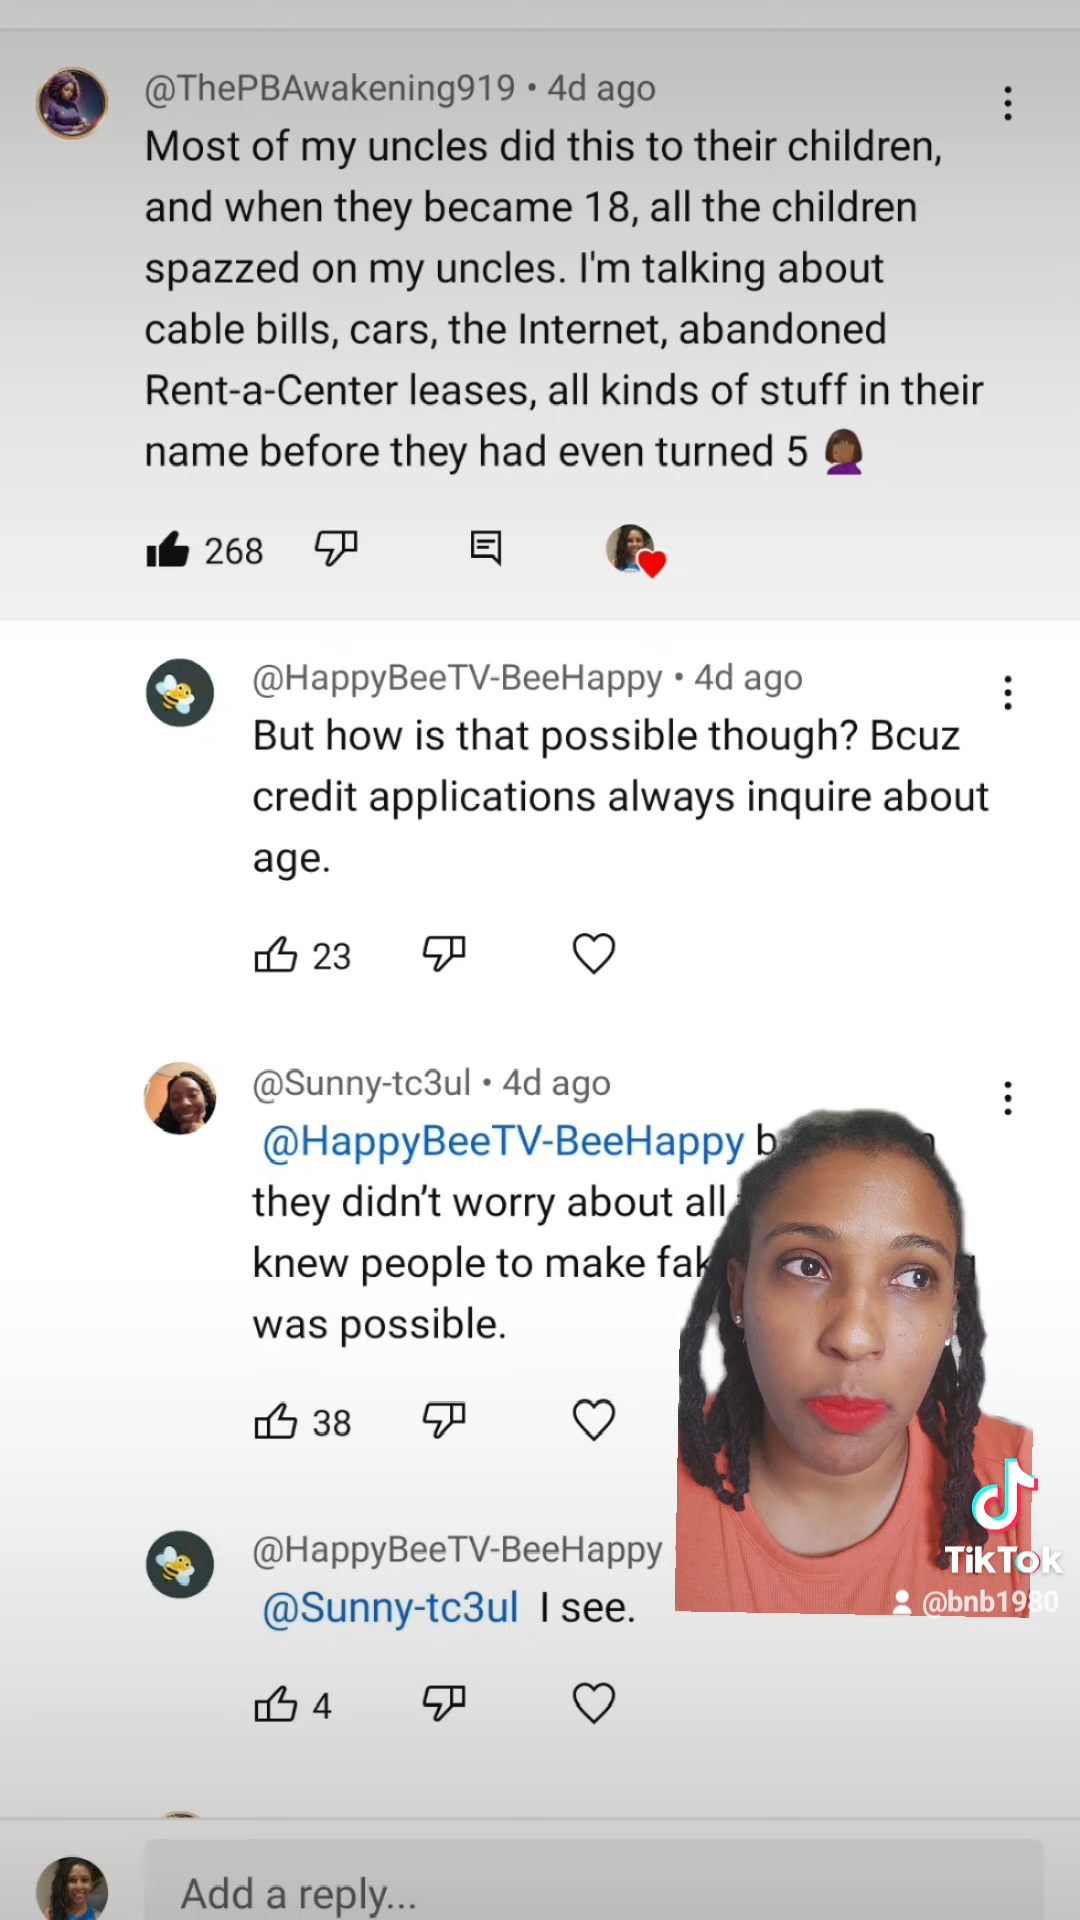 @ThePBAwakening919 • 4d ago
Most of my uncles did this to their children,
and when they became 18, all the children
spazzed on my uncles. I'm talking about
cable bills, cars, the Internet, abandoned
Rent-a-Center leases, all kinds of stuff in their
name before they had even turned 5
268
@HappyBeeTV-BeeHappy • 4d ago
But how is that possible though? Bcuz
credit applications always inquire about
age.
23
@Sunny-tc3ul • 4d ago
@HappyBeeTV-BeeHappy
they didn’t worry about all
knew people to make
was possible.
38
@HappyBeeTV-BeeHappy
@Sunny-tc3ul I see.
4
TikTok
@bnb1980
Add a reply...